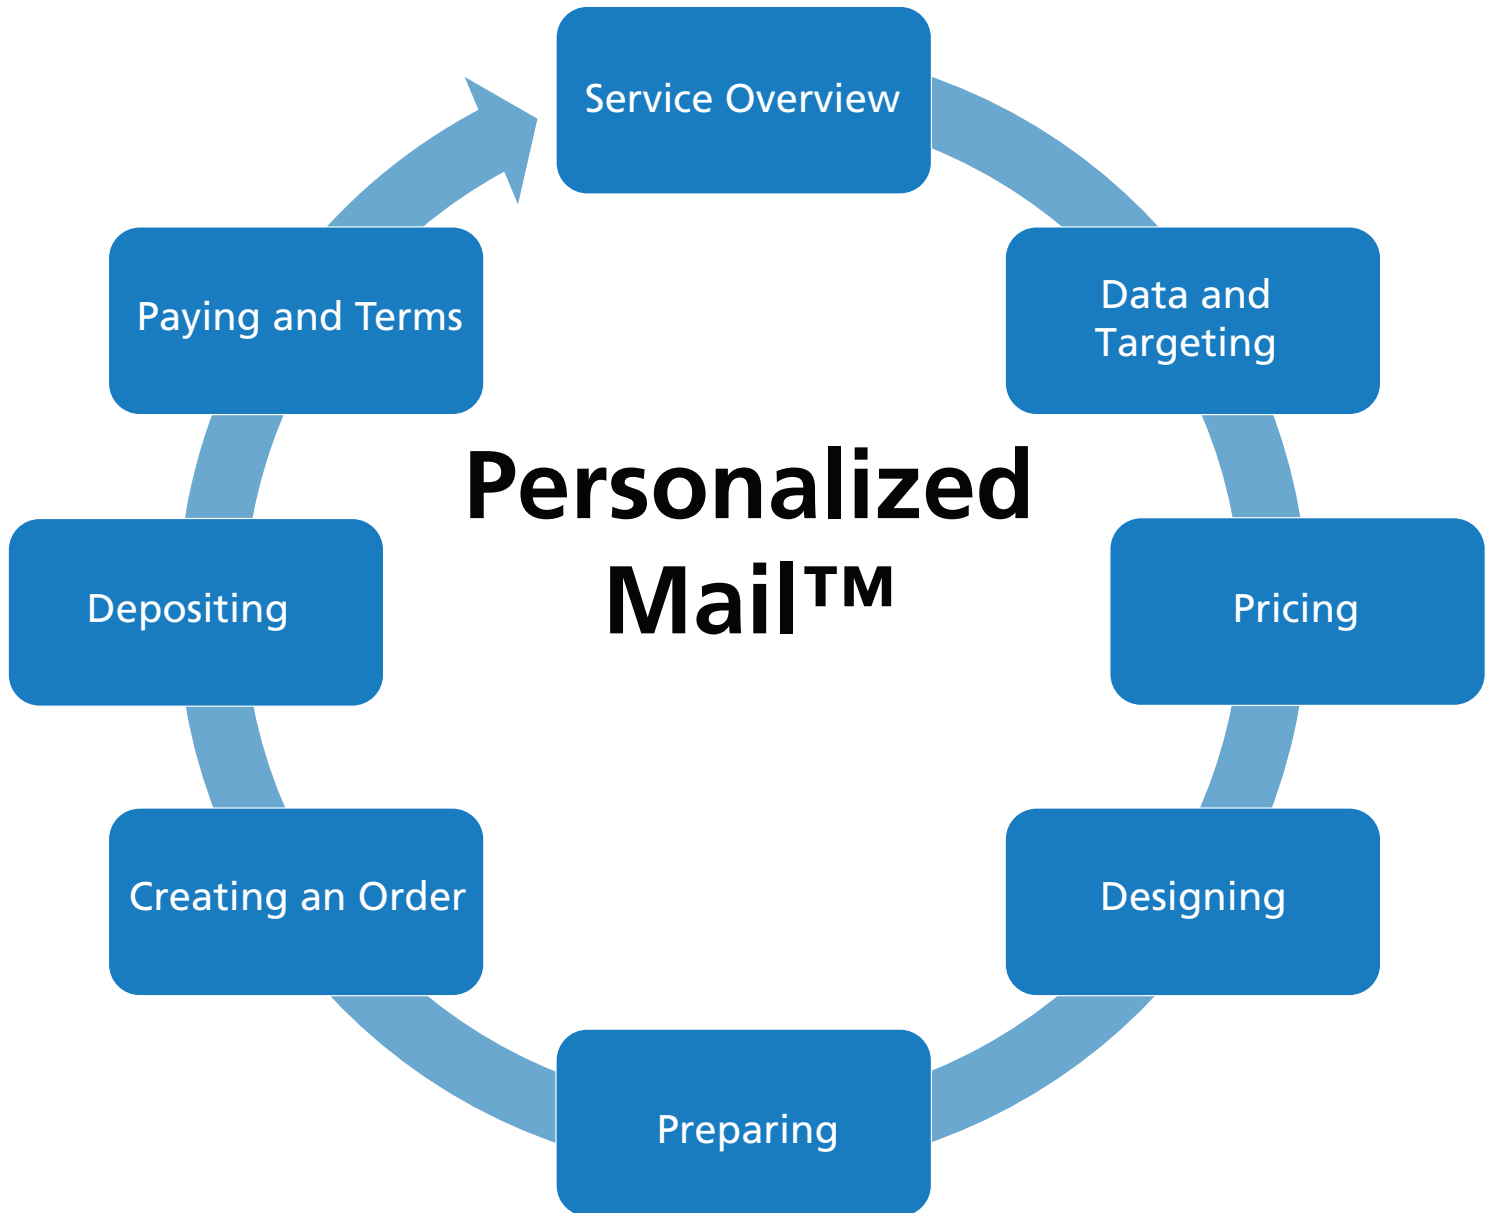 Service Overview
Data and
Targeting
Pricing
Designing
Preparing
Creating an Order
Depositing
Paying and Terms
Personalized
Mail™